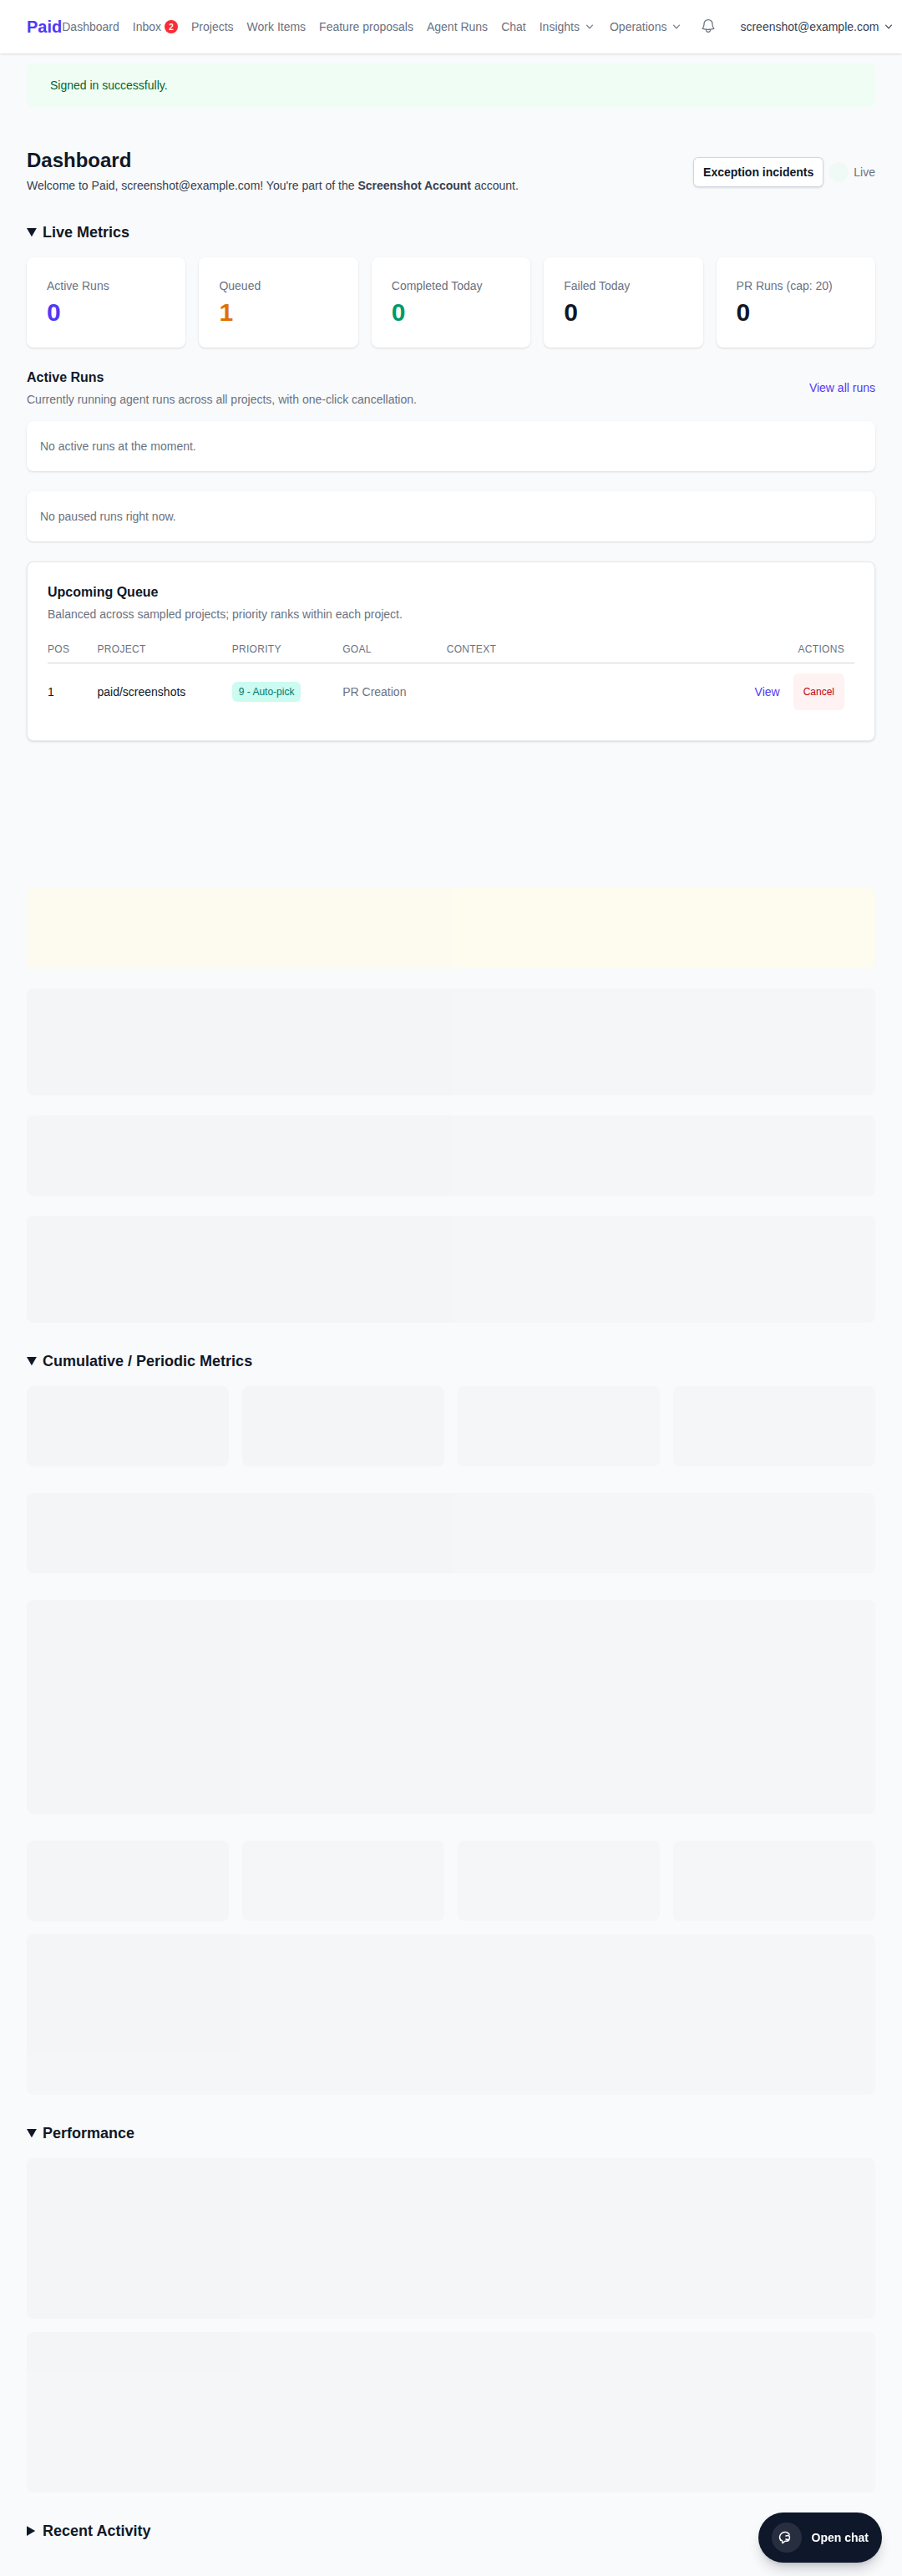 Paid Dashboard Inbox 2 Projects Work Items Feature proposals Agent Runs Chat Insights Operations screenshot@example.com
Signed in successfully.
Dashboard
Welcome to Paid, screenshot@example.com! You're part of the Screenshot Account account.
Exception incidents Live
Live Metrics
Active Runs Queued Completed Today Failed Today PR Runs (cap: 20)
0 1 0 0 0
Active Runs
Currently running agent runs across all projects, with one-click cancellation.
View all runs
No active runs at the moment.
No paused runs right now.
Upcoming Queue
Balanced across sampled projects; priority ranks within each project.
POS PROJECT PRIORITY GOAL CONTEXT ACTIONS
1 paid/screenshots 9 - Auto-pick PR Creation View Cancel
Cumulative / Periodic Metrics
Performance
Recent Activity
Open chat